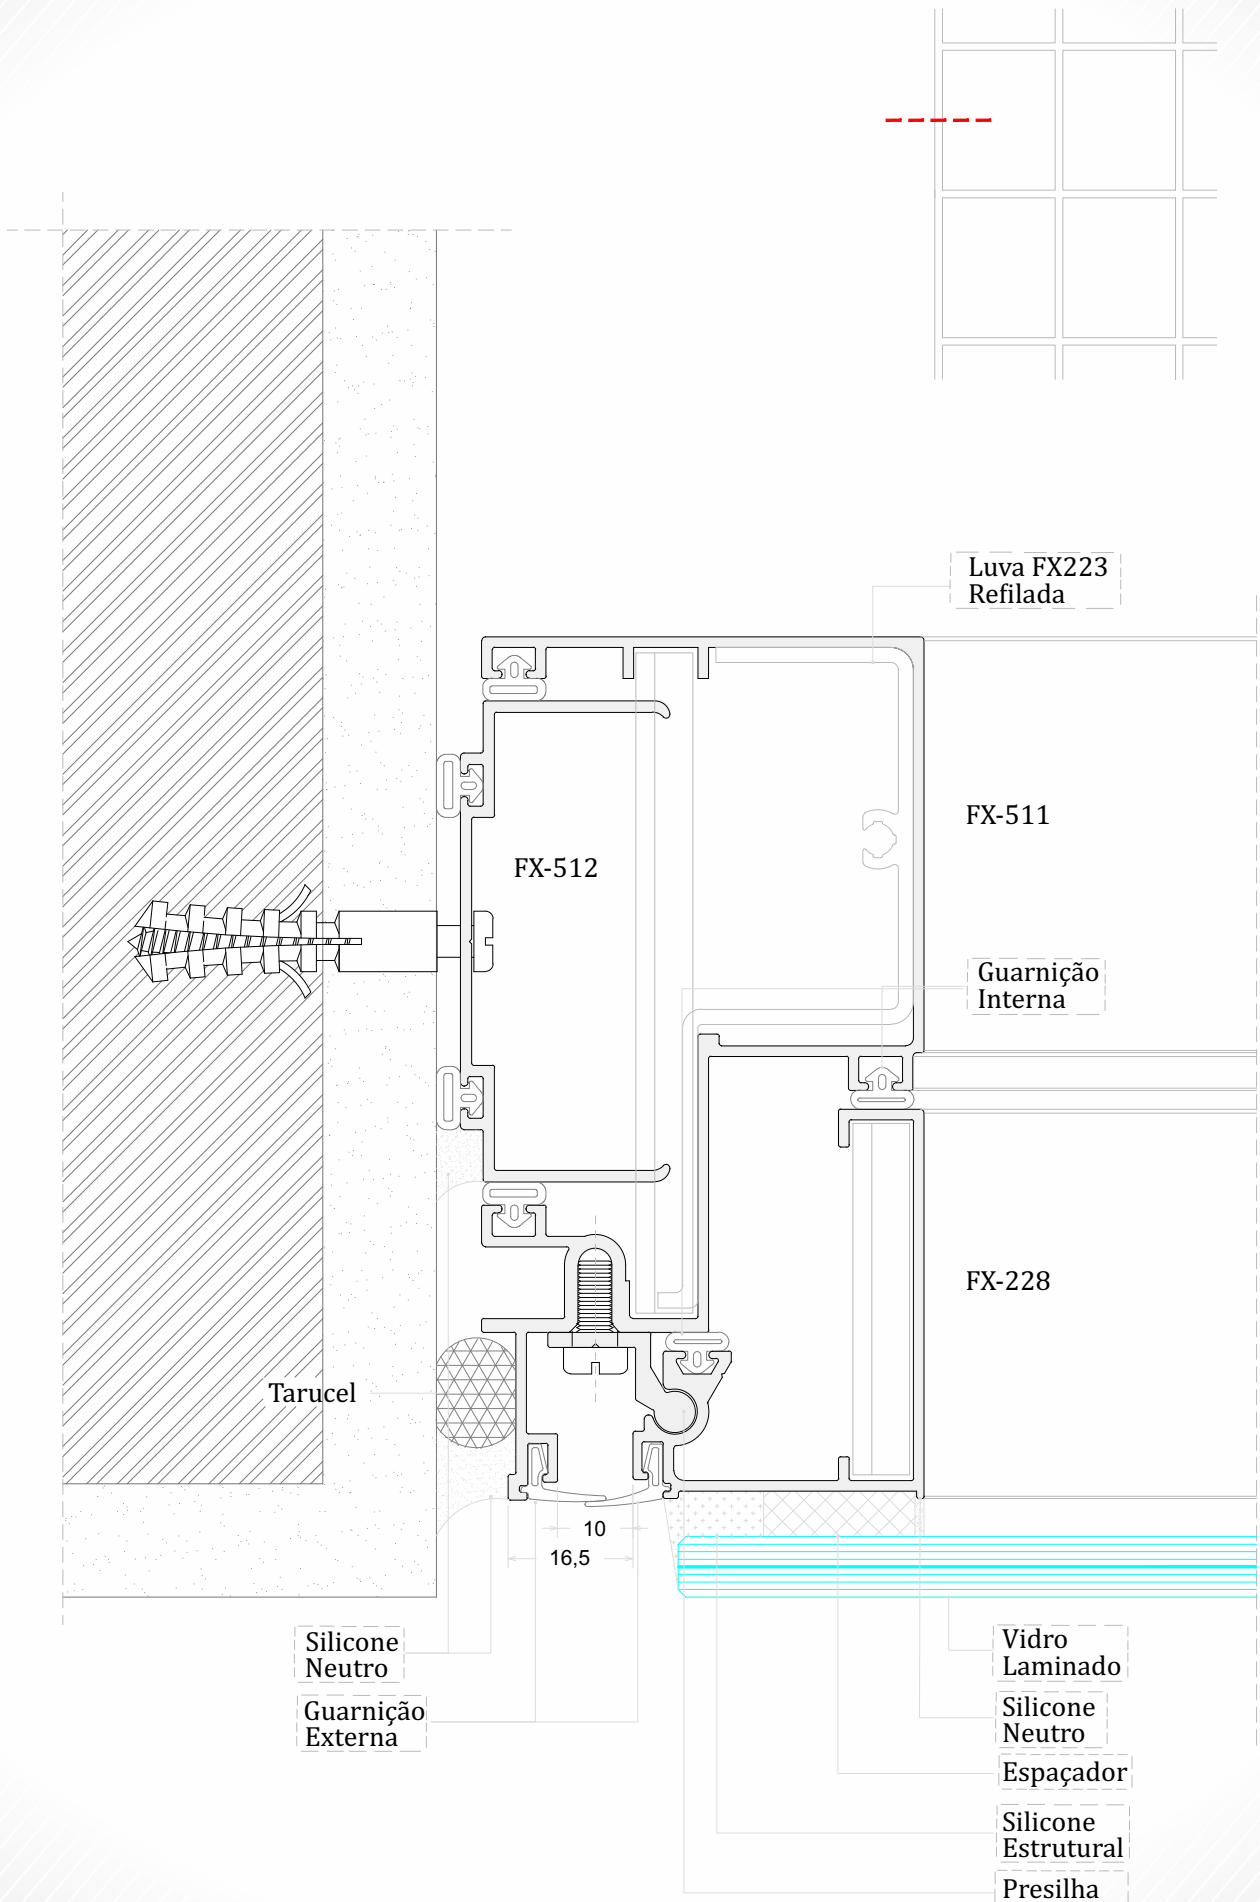 Luva FX223
Refilada
FX-511
FX-512
Guarnição
Interna
FX-228
Tarucel
10
16,5
Silicone
Neutro
Guarnição
Externa
Vidro
Laminado
Silicone
Neutro
Espaçador
Silicone
Estrutural
Presilha